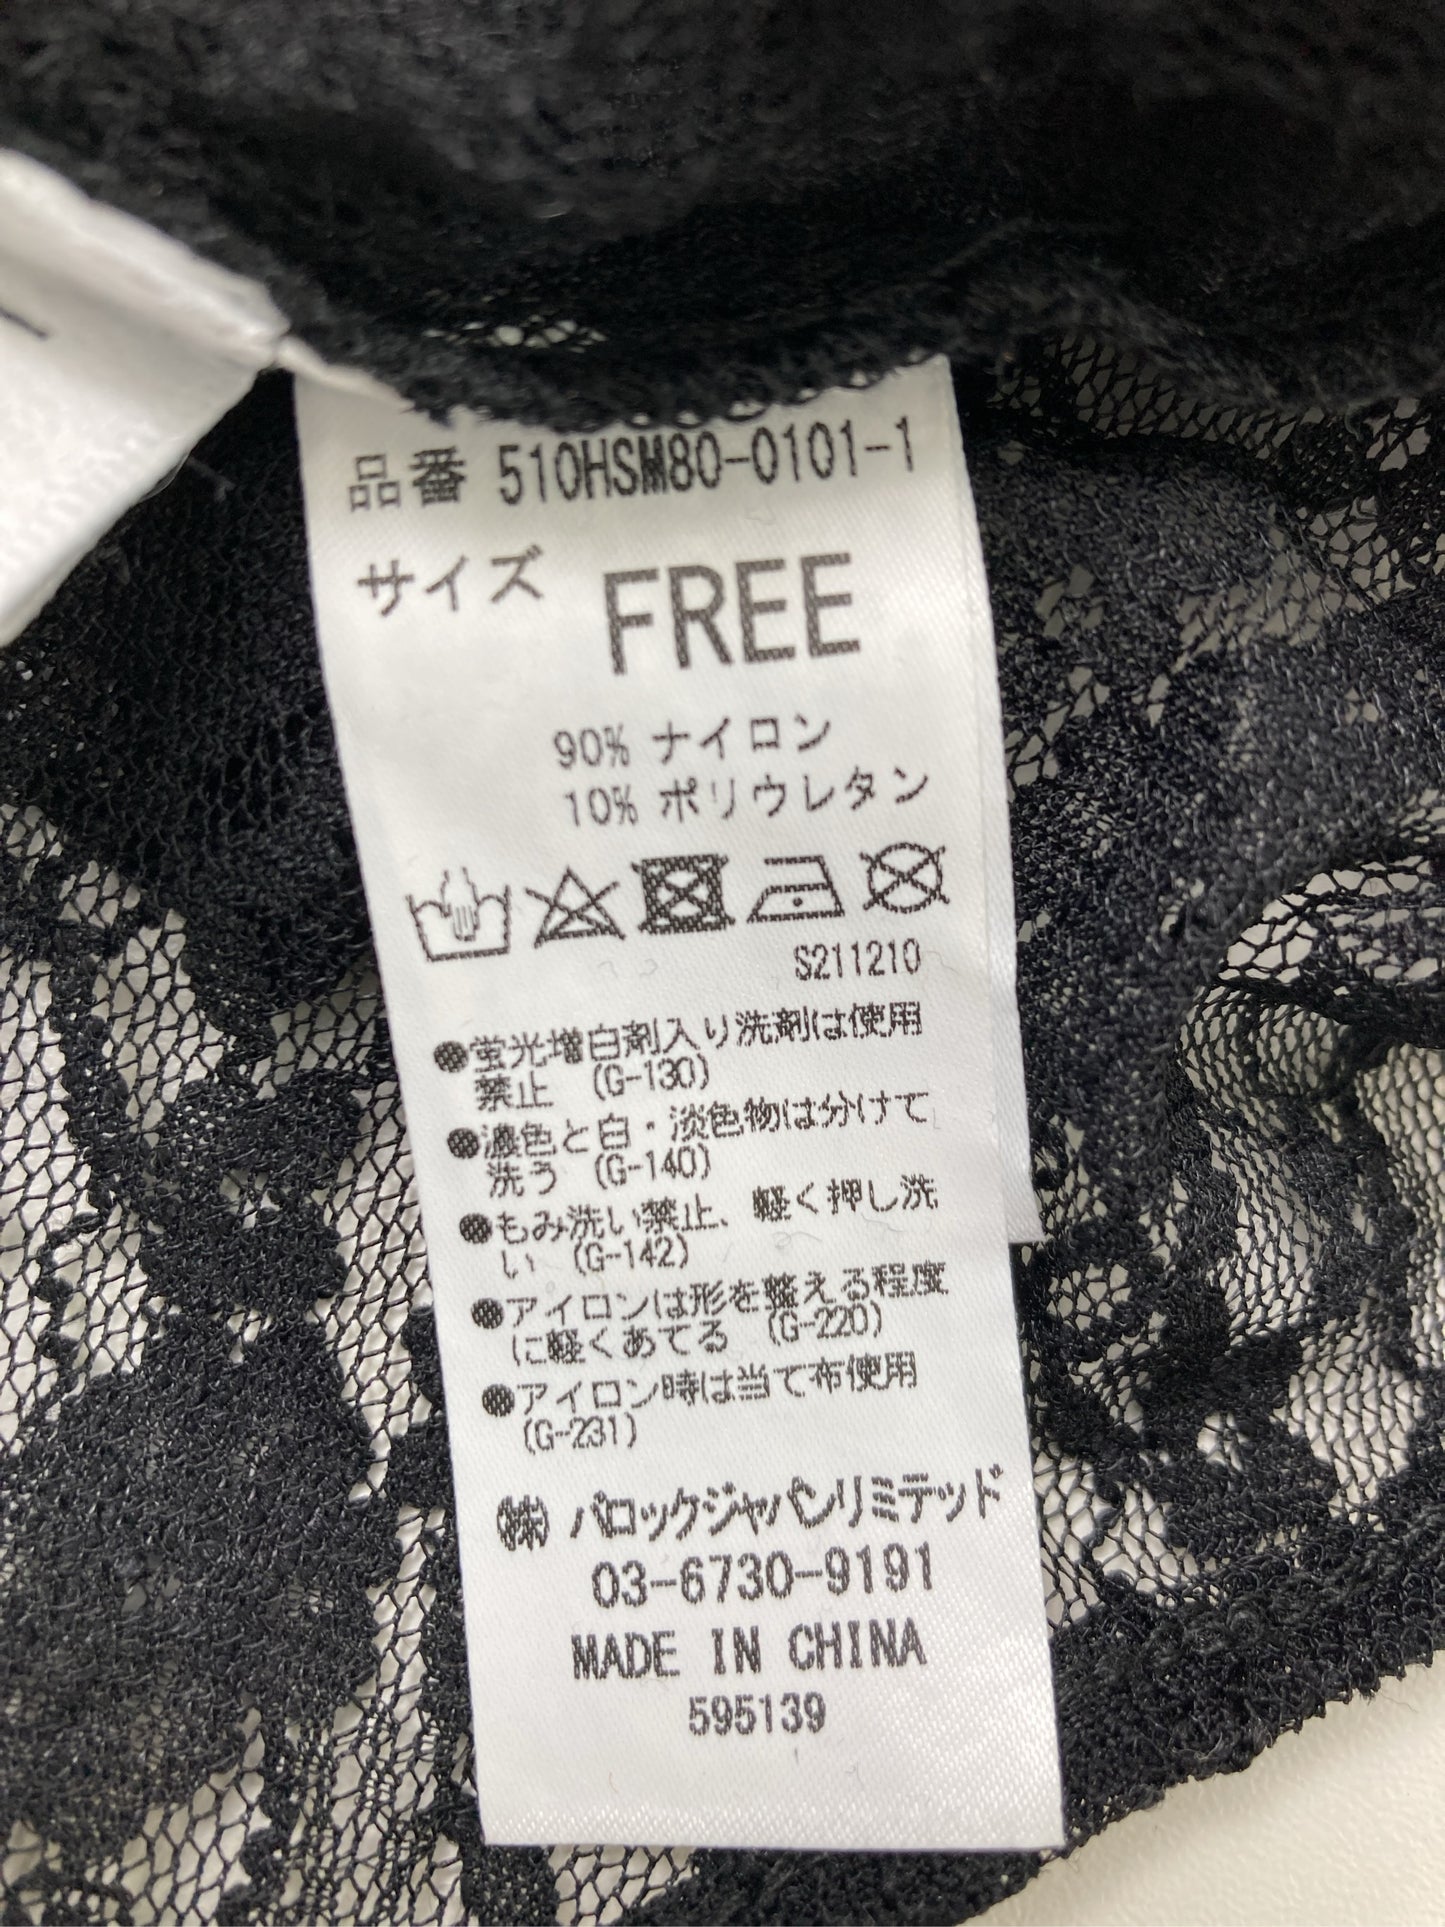 品番 510HSM80-0101-1
サイズ FREE
90% ナイロン
10% ポリウレタン
S211210
●蛍光増白剤入り洗剤は使用
禁止 (G-130)
●濃色と白・淡色物は分けて
洗う (G-140)
●もみ洗い禁止、軽く押し洗
い (G-142)
●アイロンは形を整える程度
に軽くあてる (G-220)
●アイロン時は当て布使用
(G-231)
㈱ バロックジャパンリミテッド
03-6730-9191
MADE IN CHINA
595139